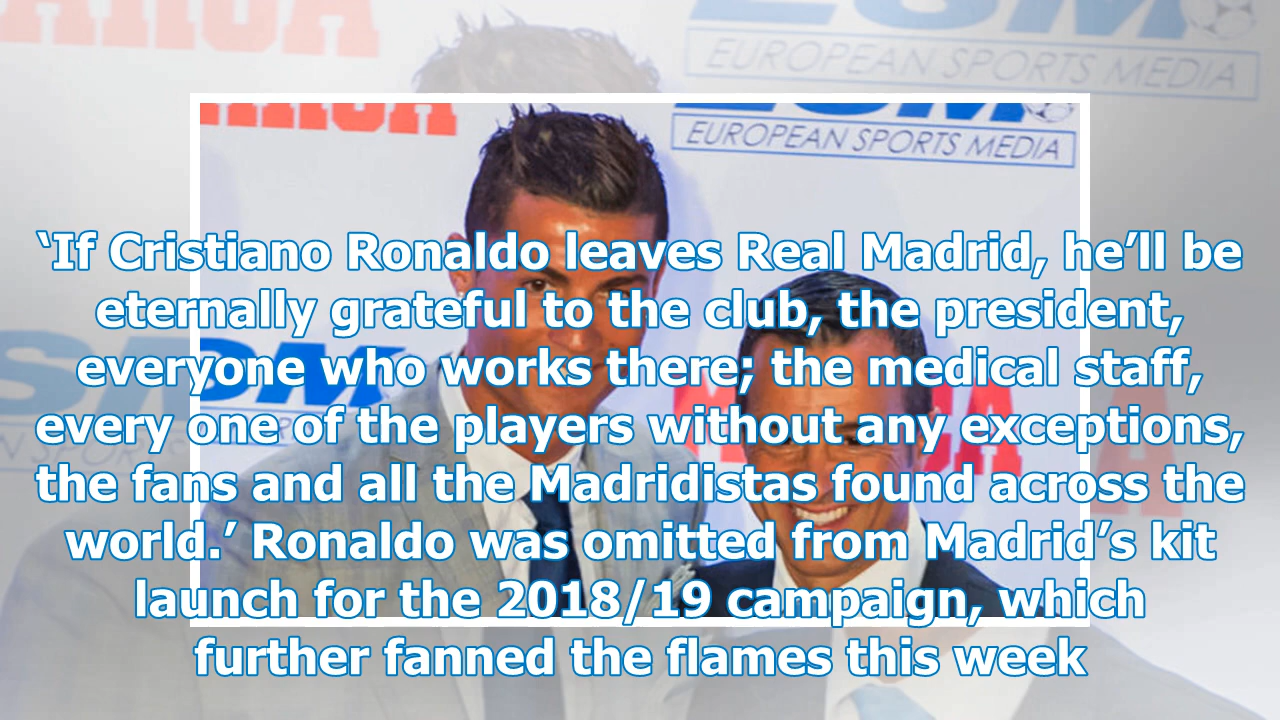 EUROPEAN SPORTS MEDIA
EUROPEAN SPORTS MEDIA
‘If Cristiano Ronaldo leaves Real Madrid, he’ll be
eternally grateful to the club, the president,
everyone who works there; the medical staff,
every one of the players without any exceptions,
the fans and all the Madridistas found across the
world.’ Ronaldo was omitted from Madrid’s kit
launch for the 2018/19 campaign, which
further fanned the flames this week